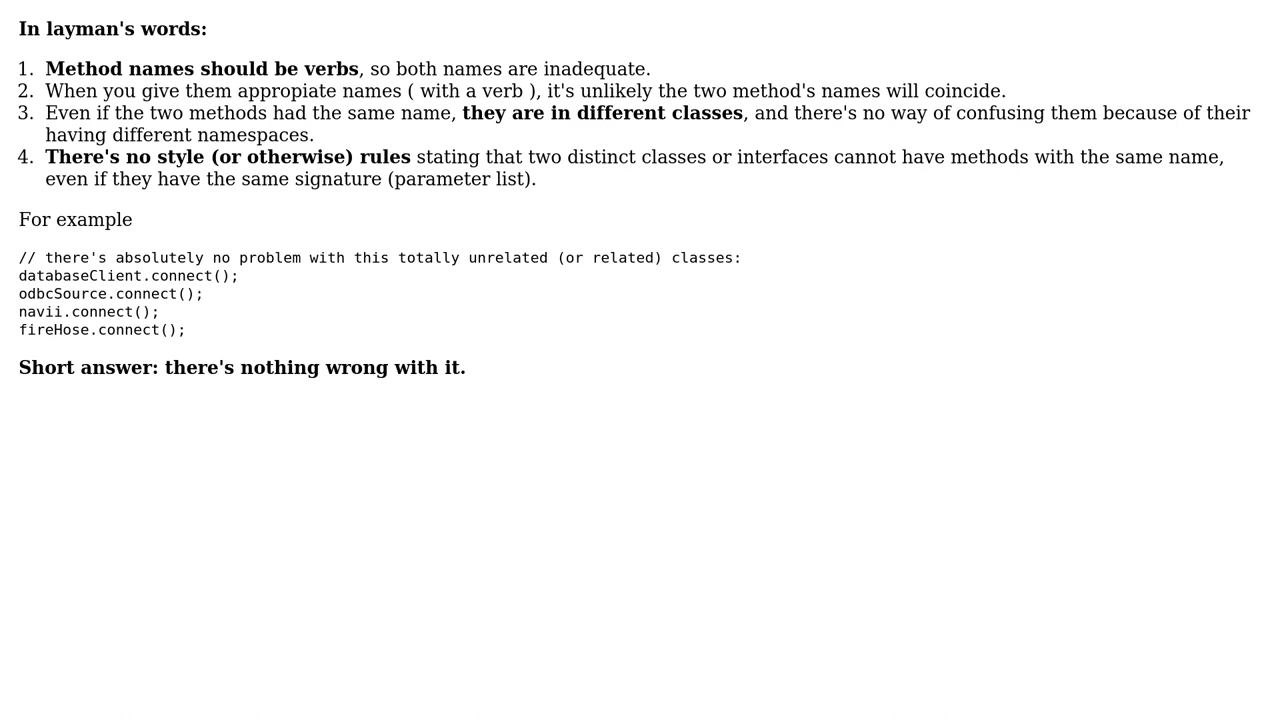 In layman's words:
1. Method names should be verbs, so both names are inadequate.
2. When you give them appropiate names ( with a verb ), it's unlikely the two method's names will coincide.
3. Even if the two methods had the same name, they are in different classes, and there's no way of confusing them because of their
having different namespaces.
4. There's no style (or otherwise) rules stating that two distinct classes or interfaces cannot have methods with the same name,
even if they have the same signature (parameter list).
For example
// there's absolutely no problem with this totally unrelated (or related) classes:
databaseClient.connect();
odbcSource.connect();
navii.connect();
fireHose.connect();
Short answer: there's nothing wrong with it.